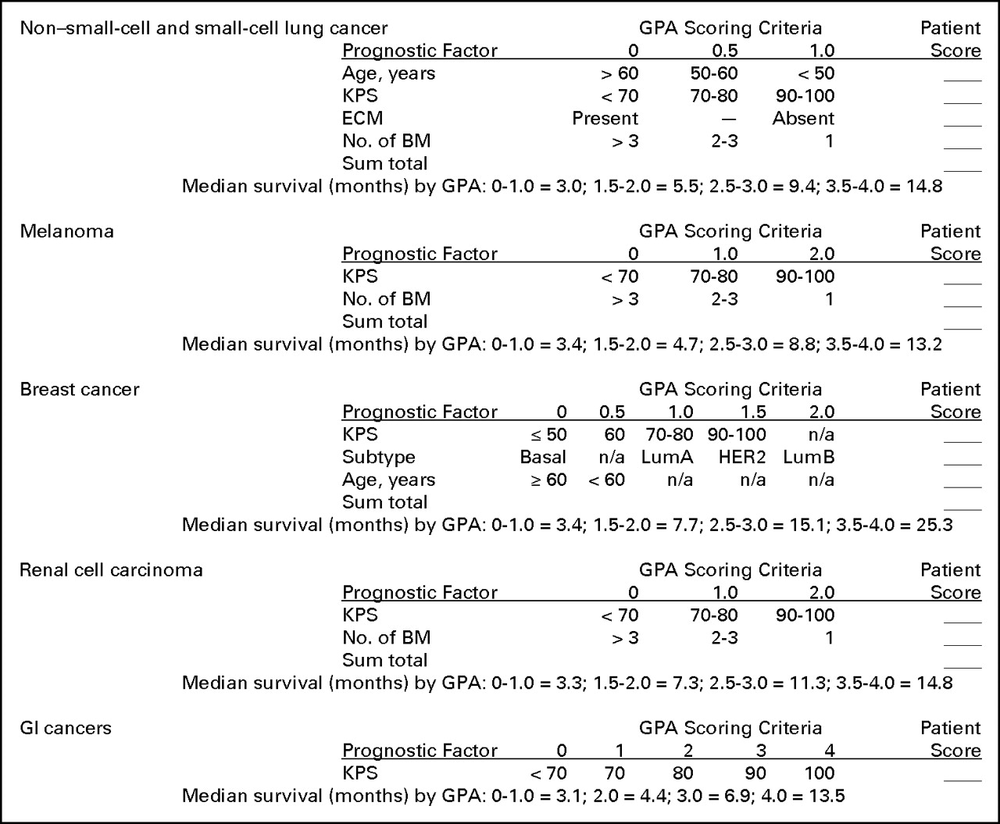 Non–small-cell and small-cell lung cancer GPA Scoring Criteria Patient
Prognostic Factor 0 0.5 1.0 Score
Age, years > 60 50-60 < 50
KPS < 70 70-80 90-100
ECM Present — Absent
No. of BM > 3 2-3 1
Sum total
Median survival (months) by GPA: 0-1.0 = 3.0; 1.5-2.0 = 5.5; 2.5-3.0 = 9.4; 3.5-4.0 = 14.8
Melanoma GPA Scoring Criteria Patient
Prognostic Factor 0 1.0 2.0 Score
KPS < 70 70-80 90-100
No. of BM > 3 2-3 1
Sum total
Median survival (months) by GPA: 0-1.0 = 3.4; 1.5-2.0 = 4.7; 2.5-3.0 = 8.8; 3.5-4.0 = 13.2
Breast cancer GPA Scoring Criteria Patient
Prognostic Factor 0 0.5 1.0 1.5 2.0 Score
KPS ≤ 50 60 70-80 90-100 n/a
Subtype Basal n/a LumA HER2 LumB
Age, years ≥ 60 < 60 n/a n/a n/a
Sum total
Median survival (months) by GPA: 0-1.0 = 3.4; 1.5-2.0 = 7.7; 2.5-3.0 = 15.1; 3.5-4.0 = 25.3
Renal cell carcinoma GPA Scoring Criteria Patient
Prognostic Factor 0 1.0 2.0 Score
KPS < 70 70-80 90-100
No. of BM > 3 2-3 1
Sum total
Median survival (months) by GPA: 0-1.0 = 3.3; 1.5-2.0 = 7.3; 2.5-3.0 = 11.3; 3.5-4.0 = 14.8
GI cancers GPA Scoring Criteria Patient
Prognostic Factor 0 1 2 3 4 Score
KPS < 70 70 80 90 100
Median survival (months) by GPA: 0-1.0 = 3.1; 2.0 = 4.4; 3.0 = 6.9; 4.0 = 13.5